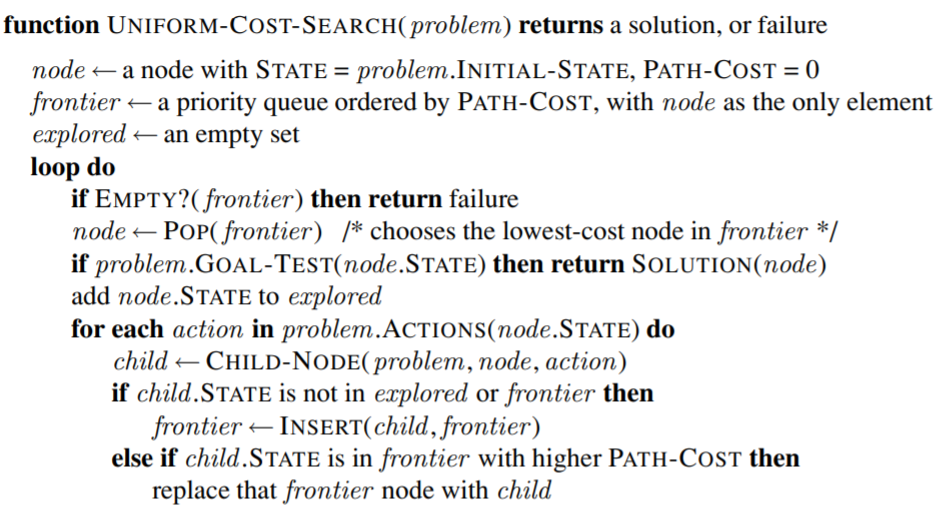 function UNIFORM-COST-SEARCH(problem) returns a solution, or failure
node ← a node with STATE = problem.INITIAL-STATE, PATH-COST = 0
frontier ← a priority queue ordered by PATH-COST, with node as the only element
explored ← an empty set
loop do
if EMPTY?(frontier) then return failure
node ← POP(frontier) /* chooses the lowest-cost node in frontier */
if problem.GOAL-TEST(node.STATE) then return SOLUTION(node)
add node.STATE to explored
for each action in problem.ACTIONS(node.STATE) do
child ← CHILD-NODE(problem, node, action)
if child.STATE is not in explored or frontier then
frontier ← INSERT(child, frontier)
else if child.STATE is in frontier with higher PATH-COST then
replace that frontier node with child